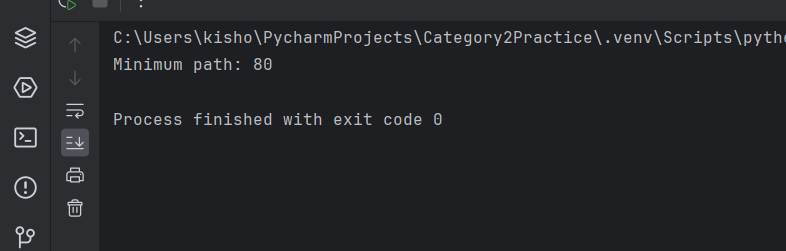 C:\Users\kisho\PycharmProjects\Category2Practice\.venv\Scripts\pytho
Minimum path: 80
Process finished with exit code 0